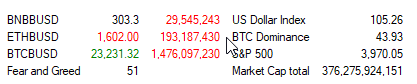 BNBBUSD 303.3 29,545,243 US Dollar Index 105.26
ETHBUSD 1,602.00 193,187,430 BTC Dominance 43.93
BTCBUSD 23,231.32 1,476,097,230 S&P 500 3,970.05
Fear and Greed 51 Market Cap total 376,275,924,151